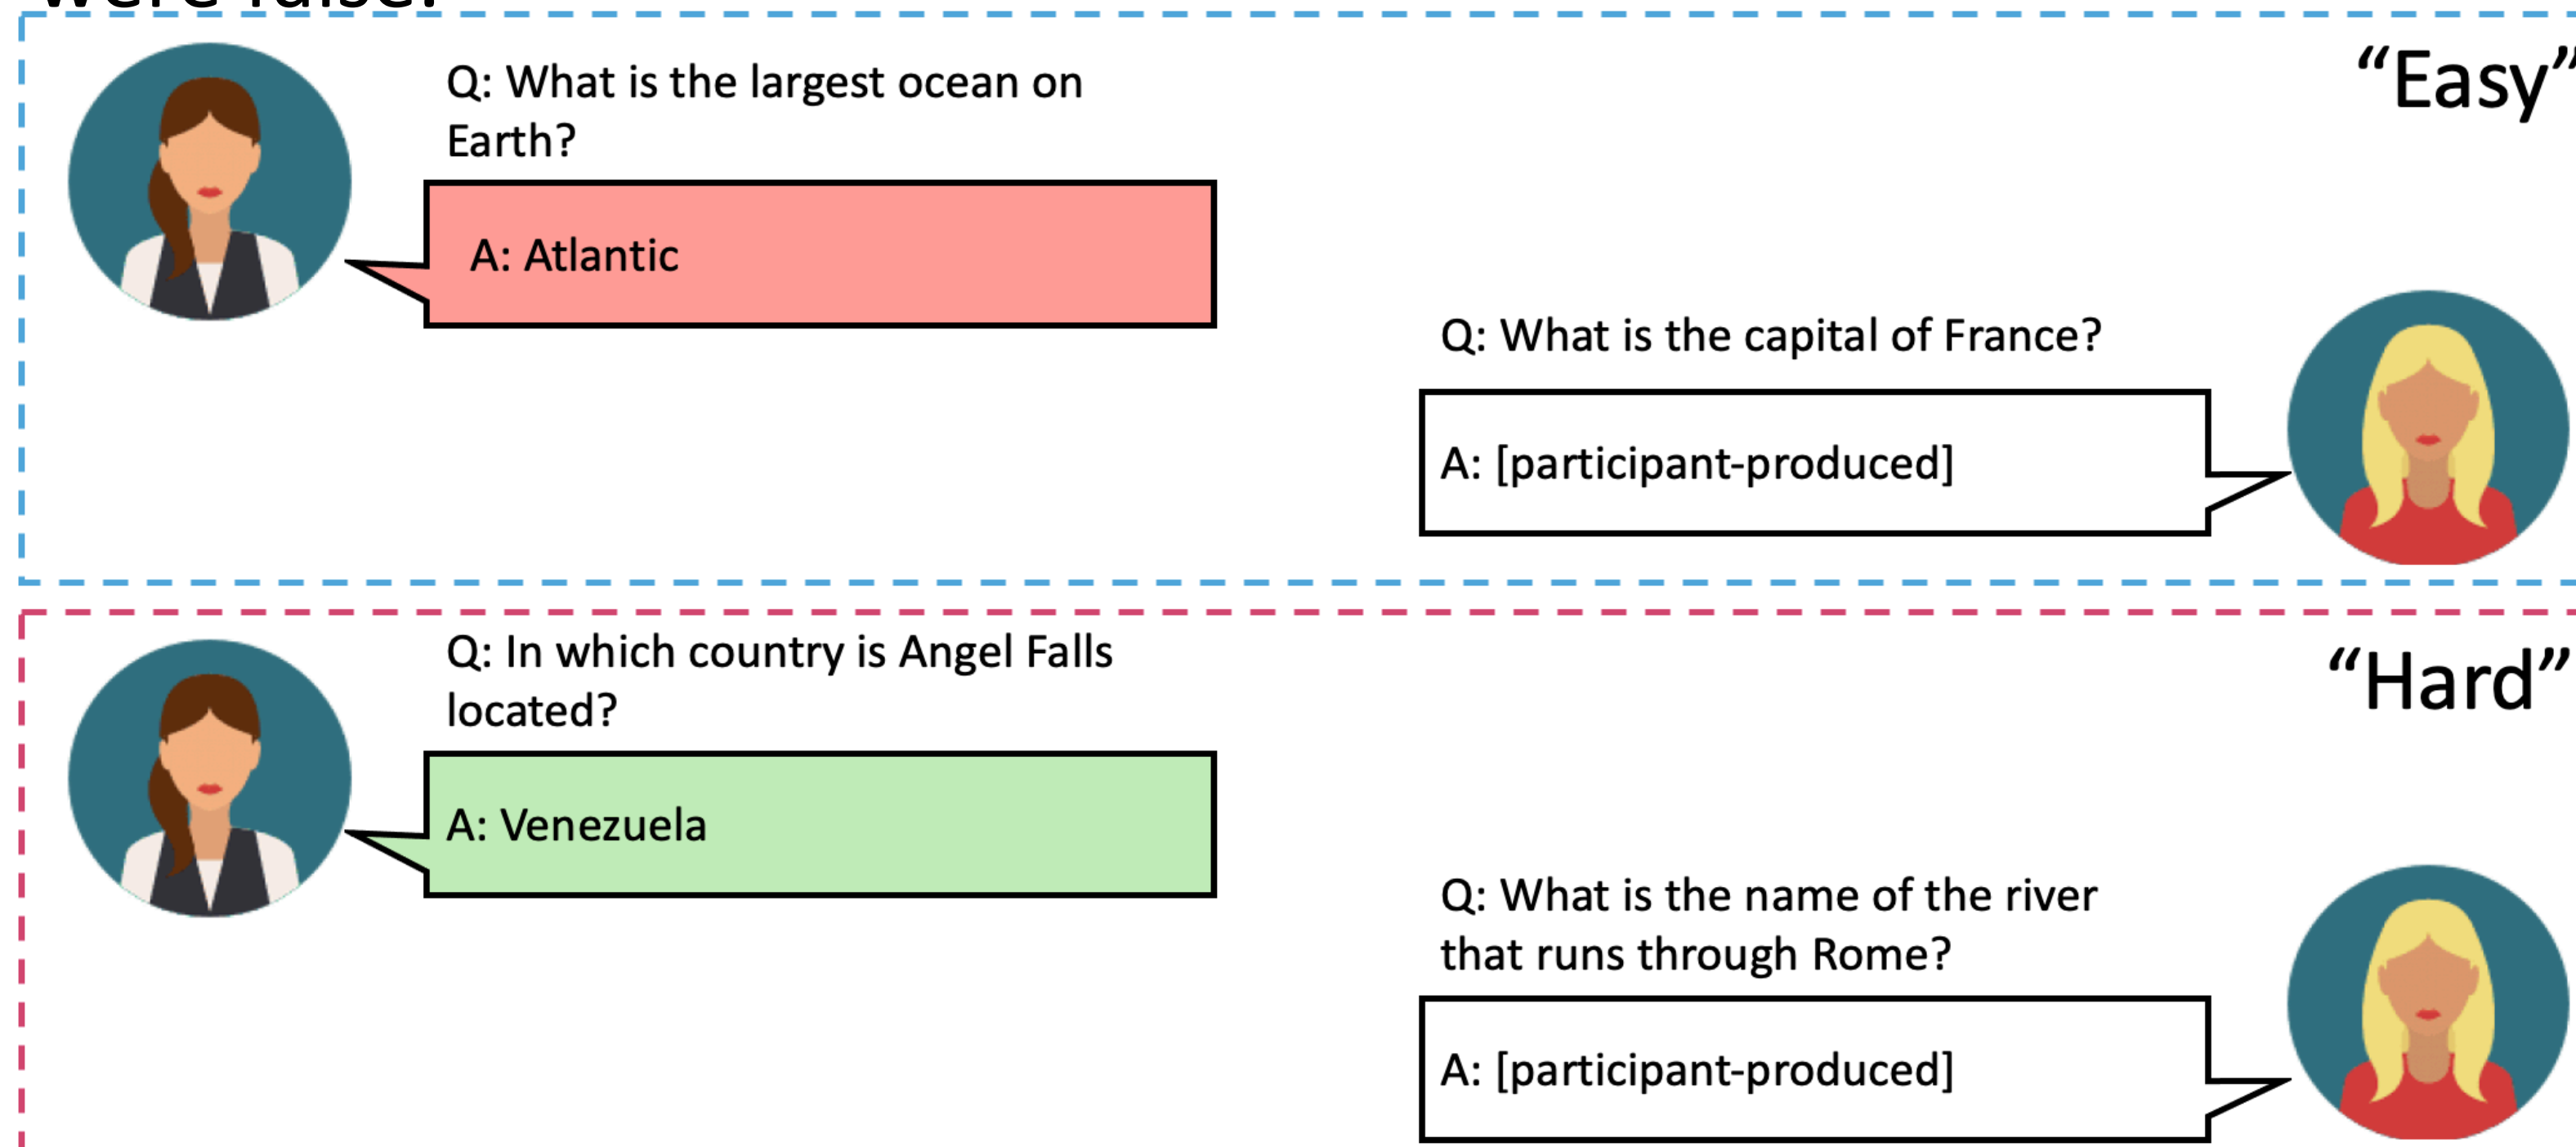 were false.
“Easy”
Q: What is the largest ocean on
Earth?
A: Atlantic
Q: What is the capital of France?
A: [participant-produced]
“Hard”
Q: In which country is Angel Falls
located?
A: Venezuela
Q: What is the name of the river
that runs through Rome?
A: [participant-produced]